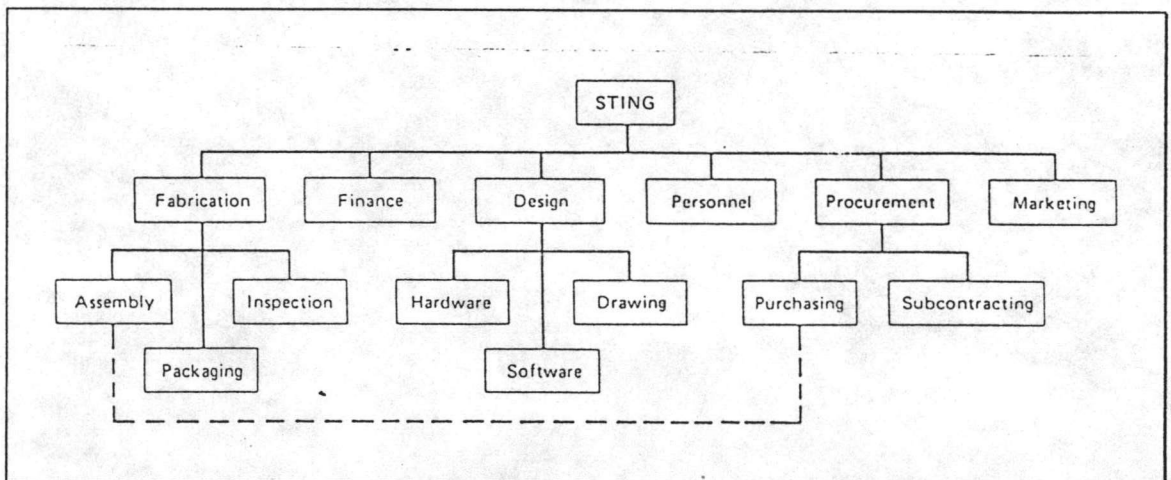 STING
Fabrication Finance Design Personnel Procurement Marketing
Assembly Inspection Hardware Drawing Purchasing Subcontracting
Packaging Software